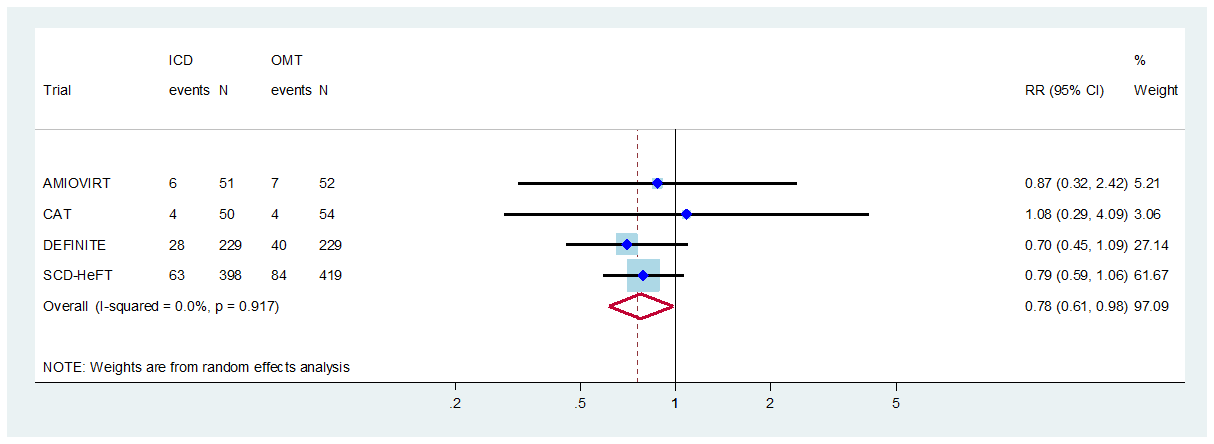 ICD OMT %
Trial events N events N RR (95% CI) Weight
AMIOVIRT 6 51 7 52 0.87 (0.32, 2.42) 5.21
CAT 4 50 4 54 1.08 (0.29, 4.09) 3.06
DEFINITE 28 229 40 229 0.70 (0.45, 1.09) 27.14
SCD-HeFT 63 398 84 419 0.79 (0.59, 1.06) 61.67
Overall (I-squared = 0.0%, p = 0.917) 0.78 (0.61, 0.98) 97.09
NOTE: Weights are from random effects analysis
.2 .5 1 2 5